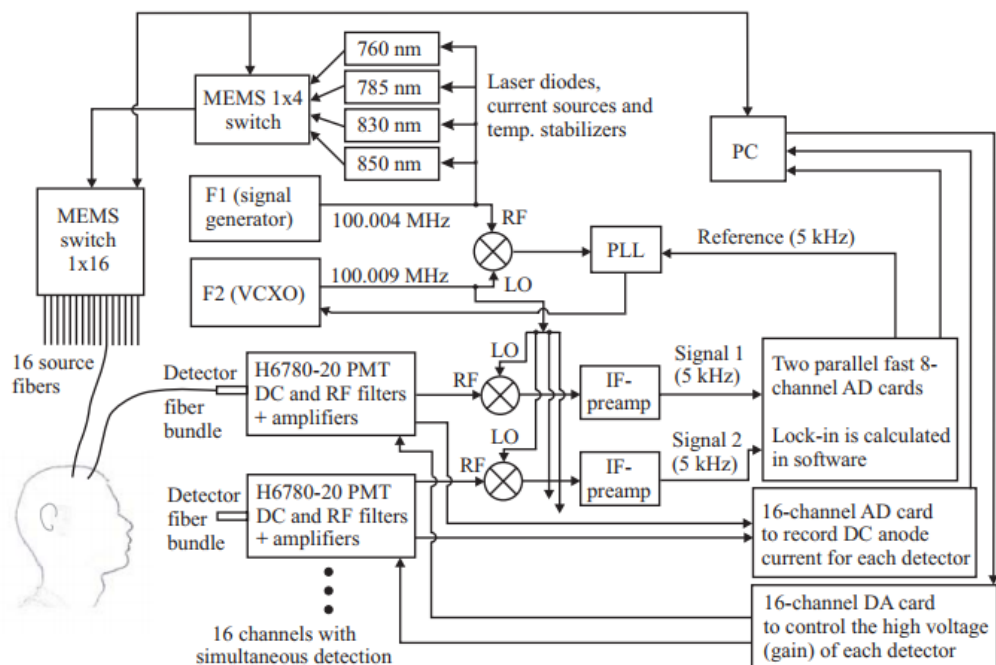 760 nm
785 nm
830 nm
850 nm
MEMS 1x4
switch
Laser diodes,
current sources and
temp. stabilizers
PC
MEMS
switch
1x16
F1 (signal
generator)
100.004 MHz
RF
F2 (VCXO)
100.009 MHz
LO
PLL
Reference (5 kHz)
16 source
fibers
Detector
fiber
bundle
H6780-20 PMT
DC and RF filters
+ amplifiers
RF
LO
IF-
preamp
Signal 1
(5 kHz)
Two parallel fast 8-
channel AD cards
Lock-in is calculated
in software
Detector
fiber
bundle
H6780-20 PMT
DC and RF filters
+ amplifiers
RF
LO
IF-
preamp
Signal 2
(5 kHz)
16-channel AD card
to record DC anode
current for each detector
16 channels with
simultaneous detection
16-channel DA card
to control the high voltage
(gain) of each detector